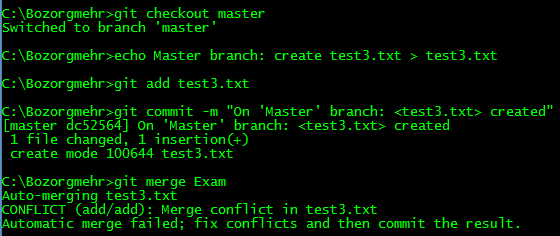 C:\Bozorgmehr>git checkout master
Switched to branch 'master'
C:\Bozorgmehr>echo Master branch: create test3.txt > test3.txt
C:\Bozorgmehr>git add test3.txt
C:\Bozorgmehr>git commit -m "On 'Master' branch: <test3.txt> created"
[master dc52564] On 'Master' branch: <test3.txt> created
 1 file changed, 1 insertion(+)
 create mode 100644 test3.txt
C:\Bozorgmehr>git merge Exam
Auto-merging test3.txt
CONFLICT (add/add): Merge conflict in test3.txt
Automatic merge failed; fix conflicts and then commit the result.